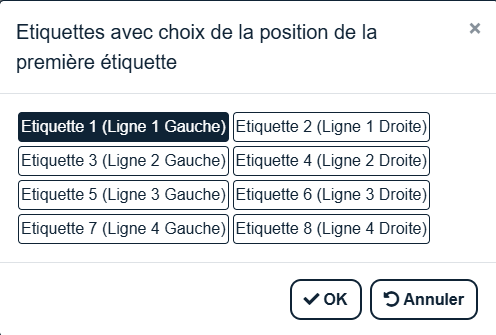 Etiquettes avec choix de la position de la
première étiquette
×
Etiquette 1 (Ligne 1 Gauche) Etiquette 2 (Ligne 1 Droite)
Etiquette 3 (Ligne 2 Gauche) Etiquette 4 (Ligne 2 Droite)
Etiquette 5 (Ligne 3 Gauche) Etiquette 6 (Ligne 3 Droite)
Etiquette 7 (Ligne 4 Gauche) Etiquette 8 (Ligne 4 Droite)
OK Annuler